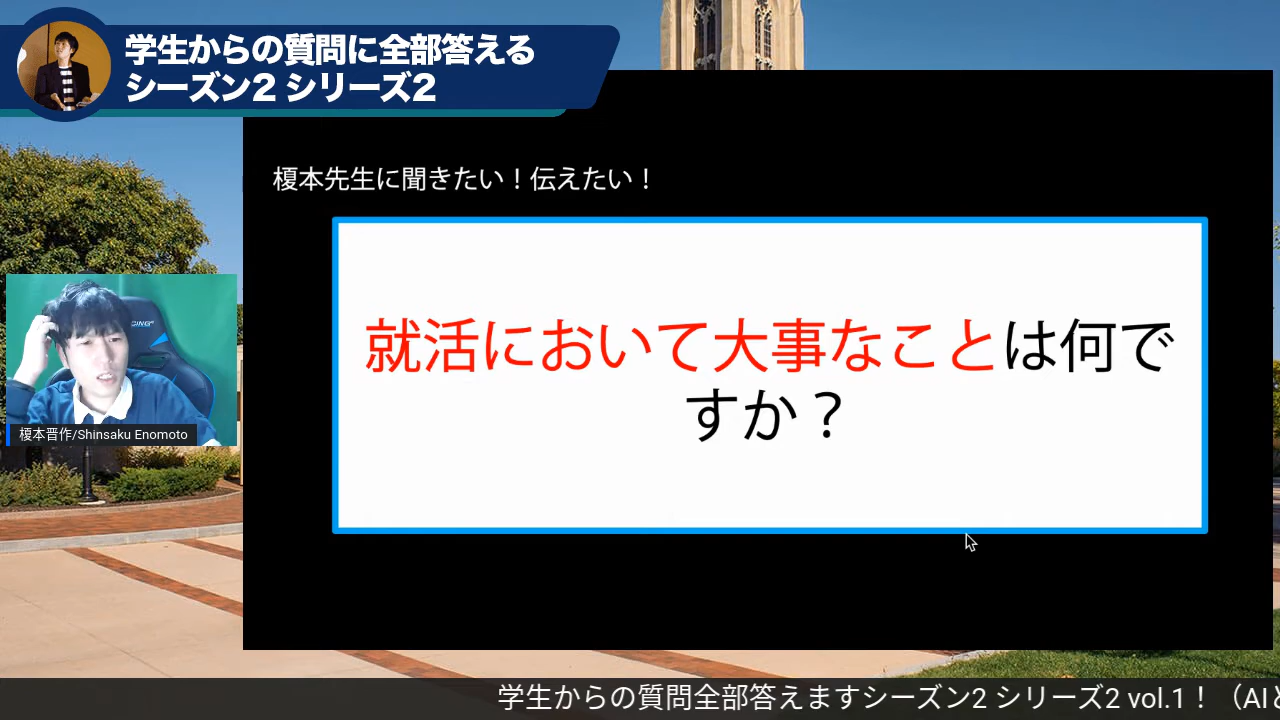 学生からの質問に全部答える
シーズン2 シリーズ2
榎本先生に聞きたい！伝えたい！
就活において大事なことは何で
すか？
CING
榎本晋作/Shinsaku Enomoto
学生からの質問全部答えますシーズン2 シリーズ2 vol.1！（AIと